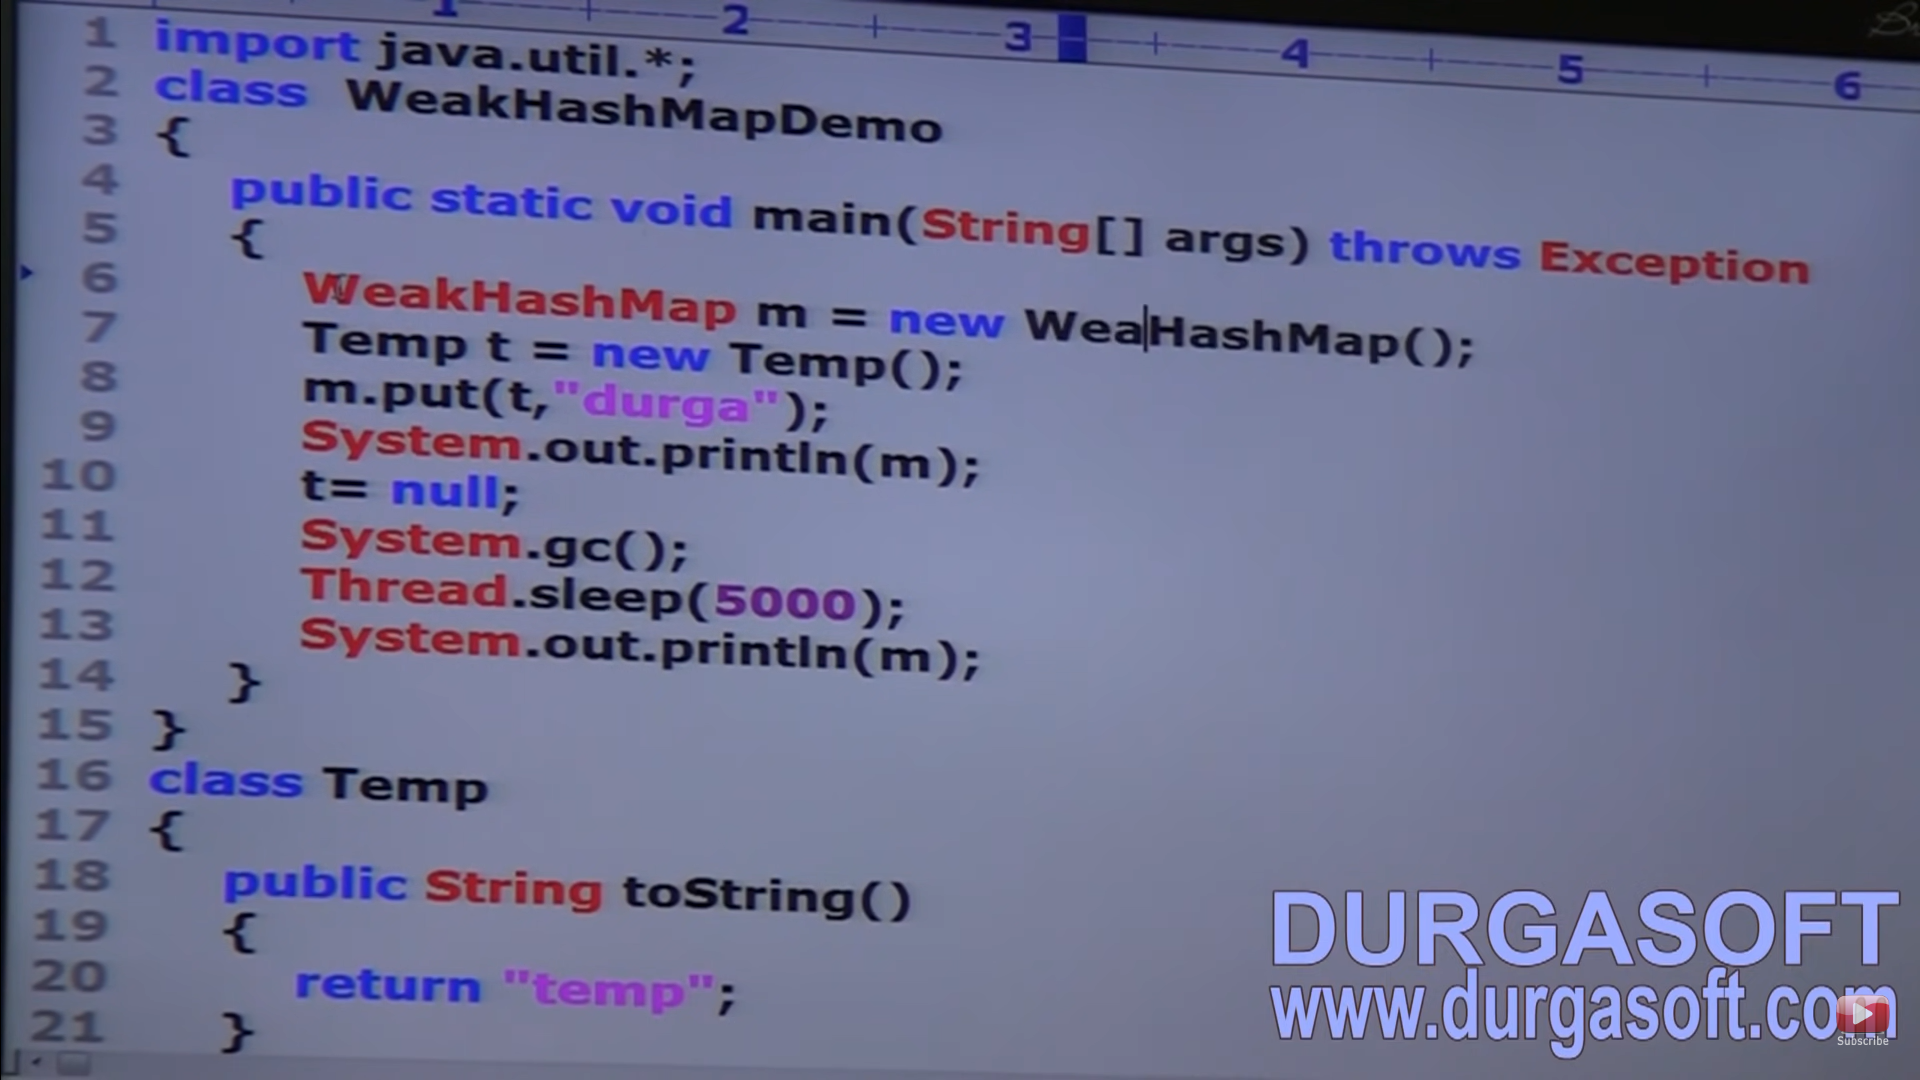 1 2 3 4 5 6
1 import java.util.*;
2 class WeakHashMapDemo
3 {
4 public static void main(String[] args) throws Exception
5 {
6 WeakHashMap m = new WeaHashMap();
7 Temp t = new Temp();
8 m.put(t,"durga");
9 System.out.println(m);
10 t= null;
11 System.gc();
12 Thread.sleep(5000);
13 System.out.println(m);
14 }
15 }
16 class Temp
17 {
18 public String toString()
19 {
20 return "temp";
21 }
DURGASOFT
www.durgasoft.com
Subscribe